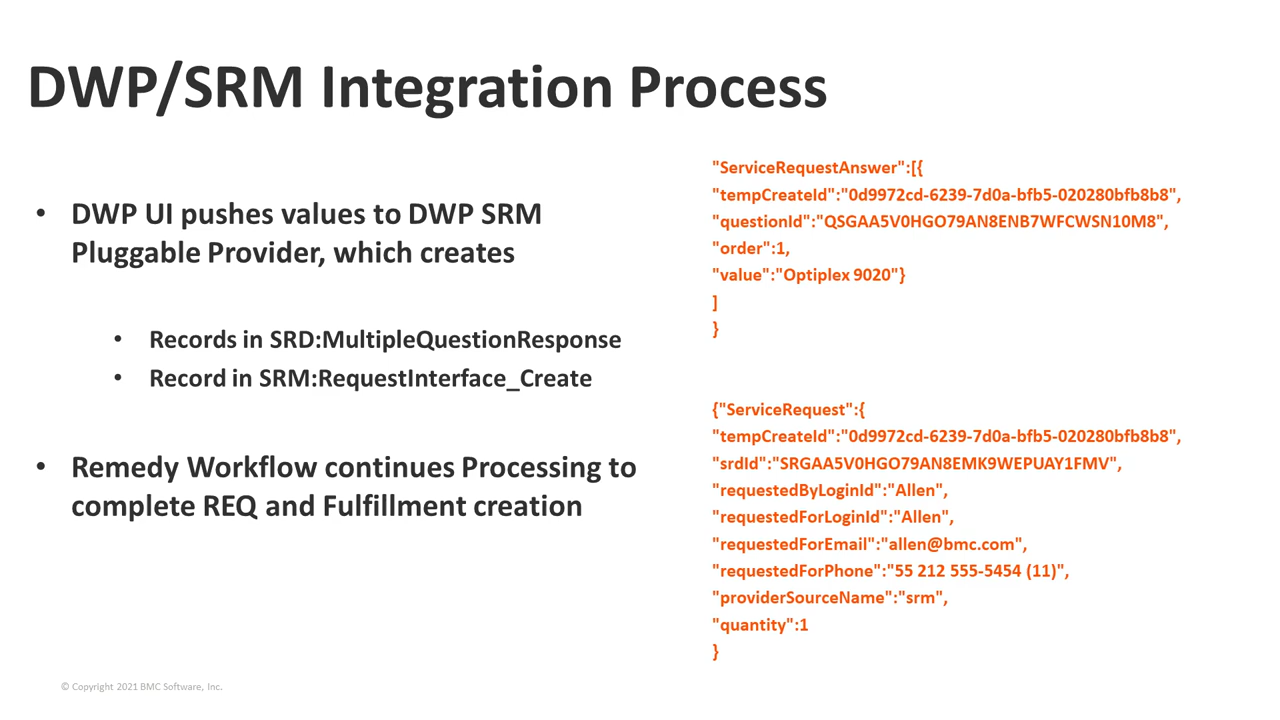 DWP/SRM Integration Process
• DWP UI pushes values to DWP SRM
Pluggable Provider, which creates
• Records in SRD:MultipleQuestionResponse
• Record in SRM:RequestInterface_Create
• Remedy Workflow continues Processing to
complete REQ and Fulfillment creation
"ServiceRequestAnswer":[{
"tempCreateId":"0d9972cd-6239-7d0a-bfb5-020280bfb8b8",
"questionId":"QSGAA5V0HGO79AN8ENB7WFCWSN10M8",
"order":1,
"value":"Optiplex 9020"}
]
}
{"ServiceRequest":{
"tempCreateId":"0d9972cd-6239-7d0a-bfb5-020280bfb8b8",
"srdId":"SRGAA5V0HGO79AN8EMK9WEPUAY1FMV",
"requestedByLoginId":"Allen",
"requestedForLoginId":"Allen",
"requestedForEmail":"allen@bmc.com",
"requestedForPhone":"55 212 555-5454 (11)",
"providerSourceName":"srm",
"quantity":1
}
© Copyright 2021 BMC Software, Inc.